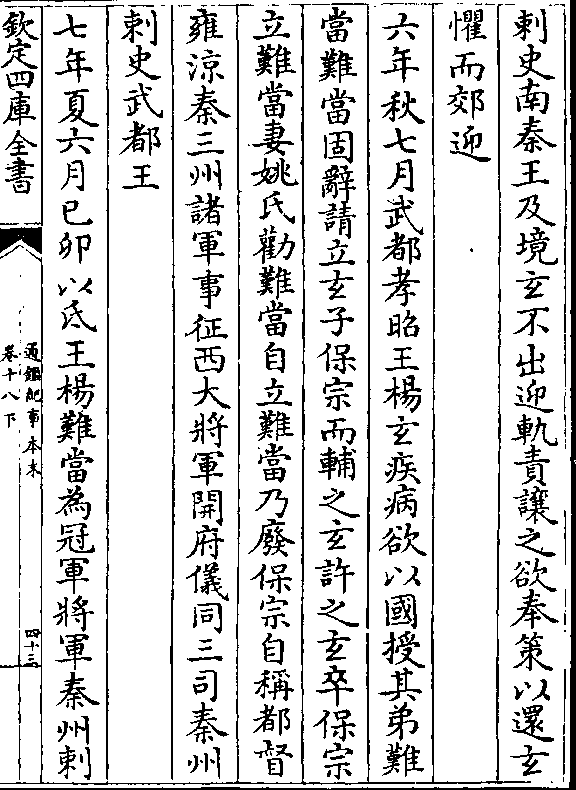 刺史南秦王及境玄不出迎軌責讓之欲奉策以還玄
懼而郊迎
六年秋七月武都孝昭王楊玄疾病欲以國授其弟難
當難當固辭請立玄子保宗而輔之玄許之玄卒保宗
立難當妻姚氏勸難當自立難當乃廢保宗自稱都督
雍涼秦三州諸軍事征西大將軍開府儀同三司秦州
刺史武都王
七年夏六月己卯以氐王楊難當為冠軍將軍秦州刺
欽定四庫全書
通鑑紀事本末
卷十八下
四十三